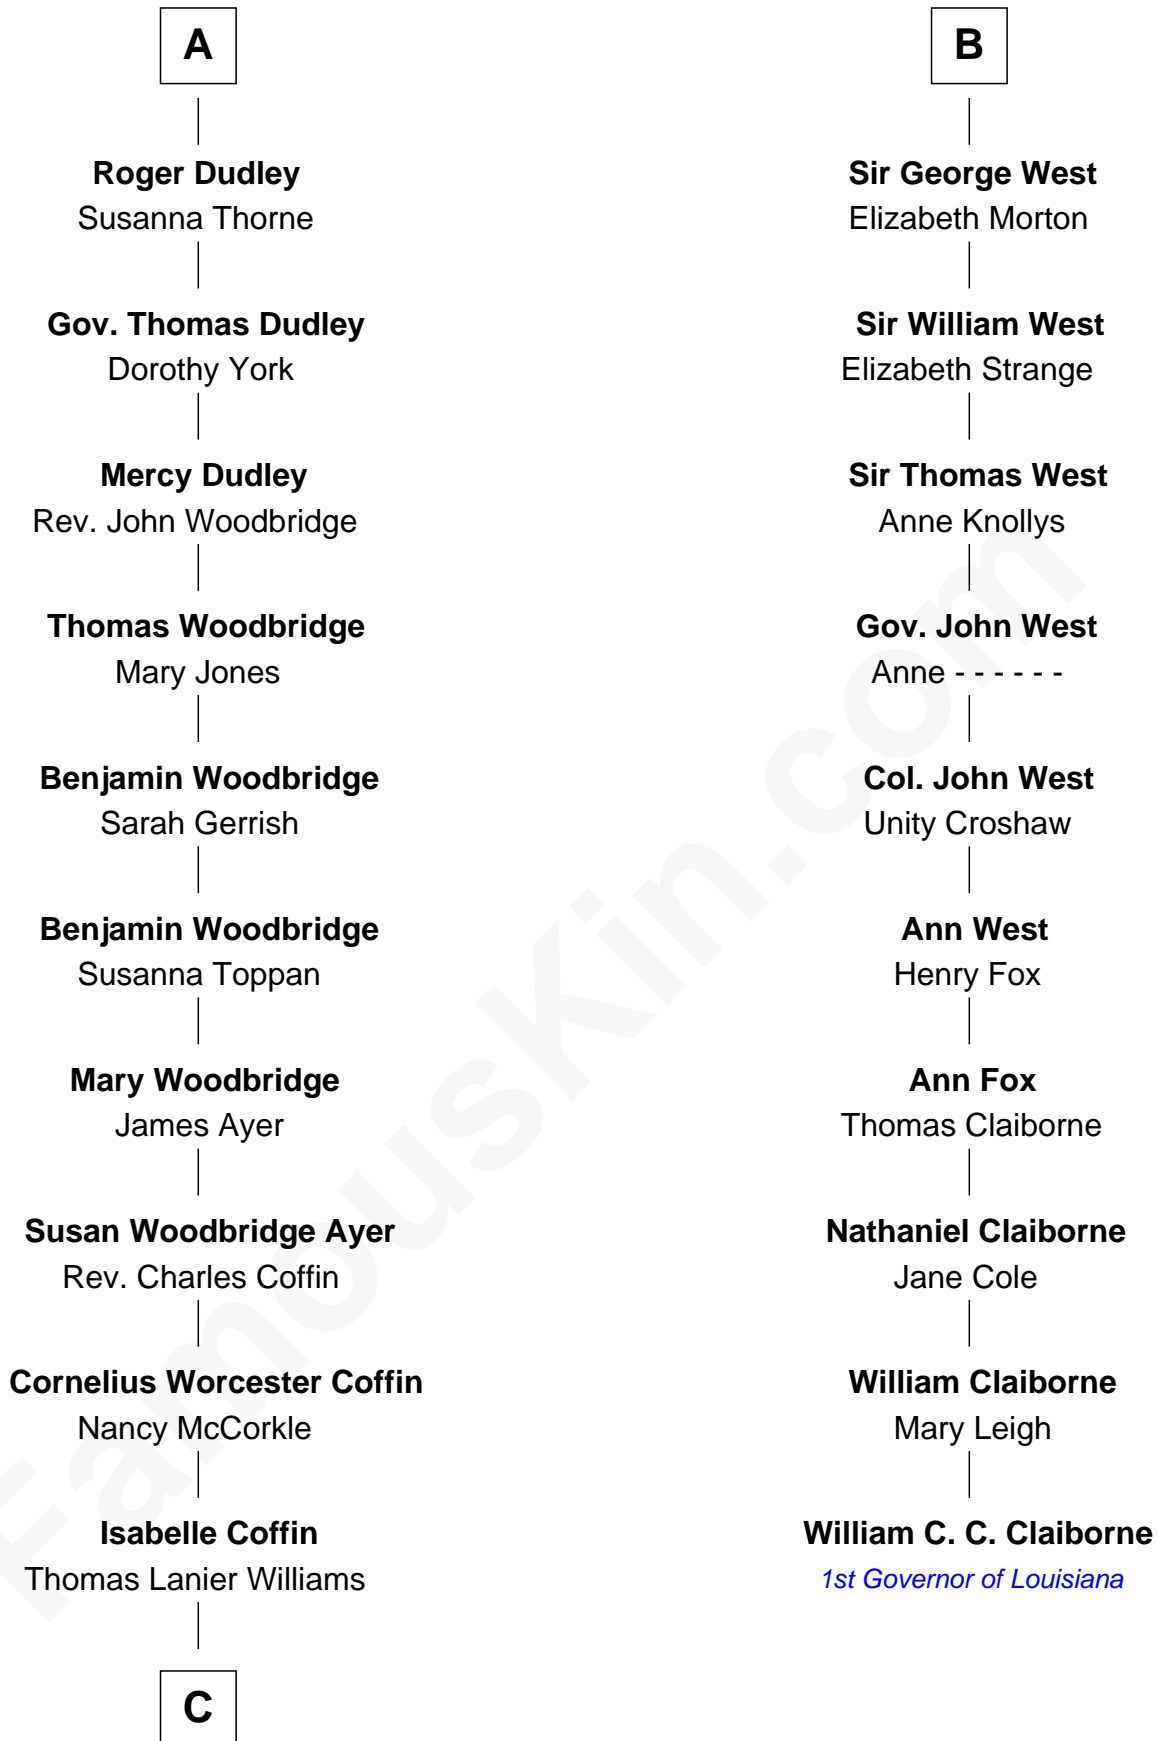 A
Roger Dudley
Susanna Thorne
Gov. Thomas Dudley
Dorothy York
Mercy Dudley
Rev. John Woodbridge
Thomas Woodbridge
Mary Jones
Benjamin Woodbridge
Sarah Gerrish
Benjamin Woodbridge
Susanna Toppan
Mary Woodbridge
James Ayer
Susan Woodbridge Ayer
Rev. Charles Coffin
Cornelius Worcester Coffin
Nancy McCorkle
Isabelle Coffin
Thomas Lanier Williams
C
B
Sir George West
Elizabeth Morton
Sir William West
Elizabeth Strange
Sir Thomas West
Anne Knollys
Gov. John West
Anne - - - - - -
Col. John West
Unity Croshaw
Ann West
Henry Fox
Ann Fox
Thomas Claiborne
Nathaniel Claiborne
Jane Cole
William Claiborne
Mary Leigh
William C. C. Claiborne
1st Governor of Louisiana
FamousKin.com